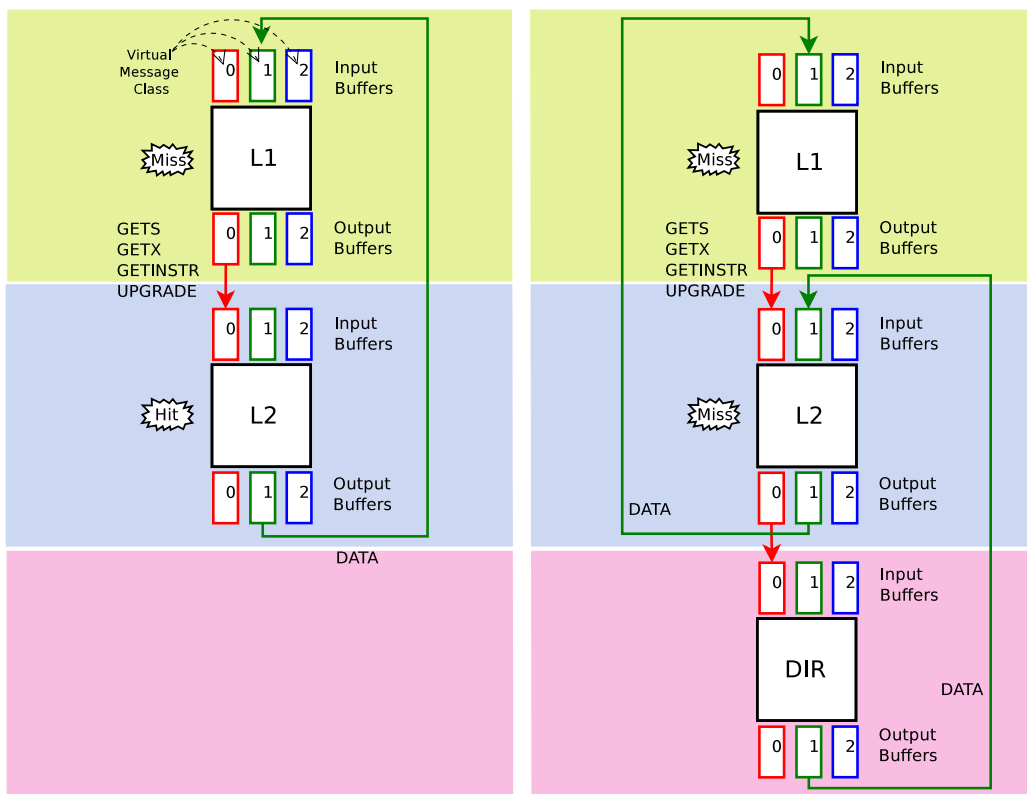 Virtual
Message
Class
0 1 2
Input
Buffers
Miss
L1
GETS
GETX
GETINSTR
UPGRADE
0 1 2
Output
Buffers
0 1 2
Input
Buffers
Hit
L2
0 1 2
Output
Buffers
DATA
0 1 2
Input
Buffers
Miss
L1
GETS
GETX
GETINSTR
UPGRADE
0 1 2
Output
Buffers
0 1 2
Input
Buffers
Miss
L2
0 1 2
Output
Buffers
DATA
0 1 2
Input
Buffers
DIR
DATA
0 1 2
Output
Buffers